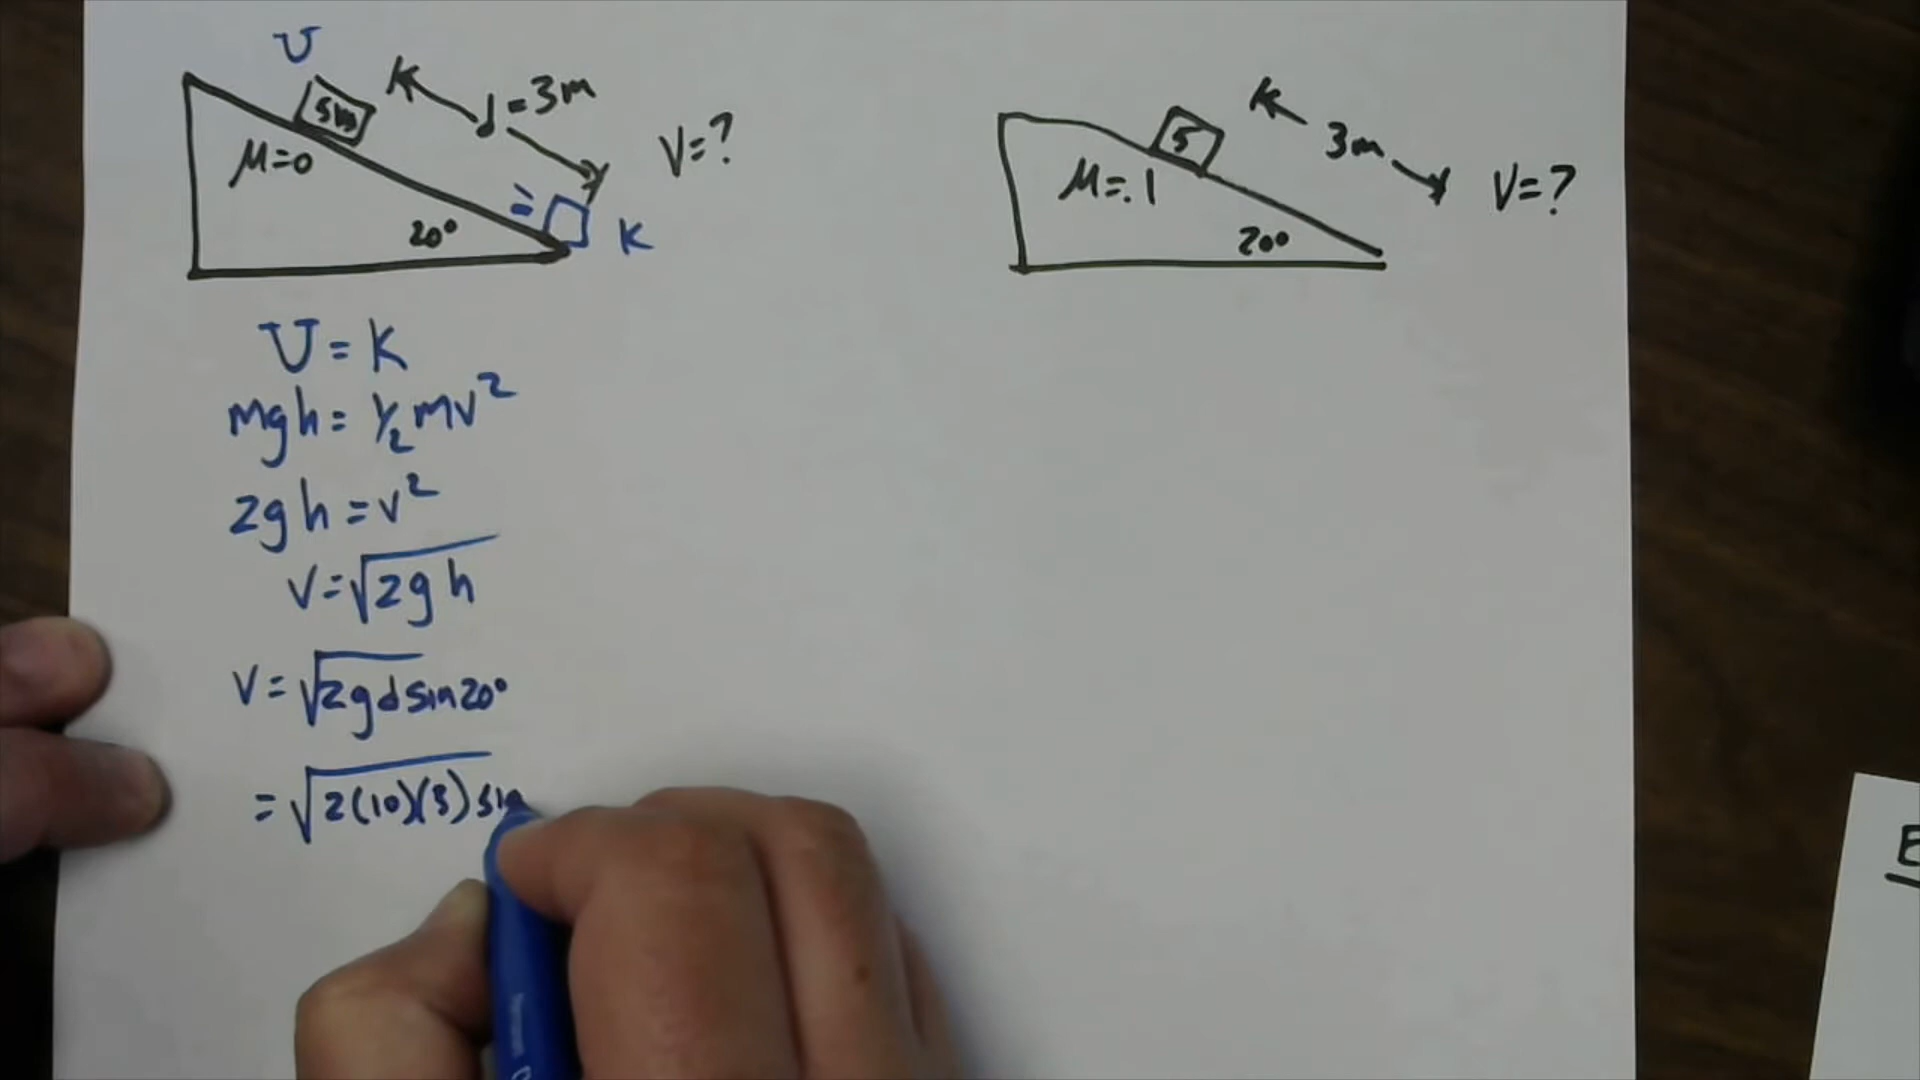 U
5kg
d=3m
V=?
μ=0
20°
=
K
U=K
mgh=½mv²
2gh=v²
v=√2gh
v=√2gdsin20°
=√2(10)(3)sin
5
3m
V=?
μ=.1
20°
E